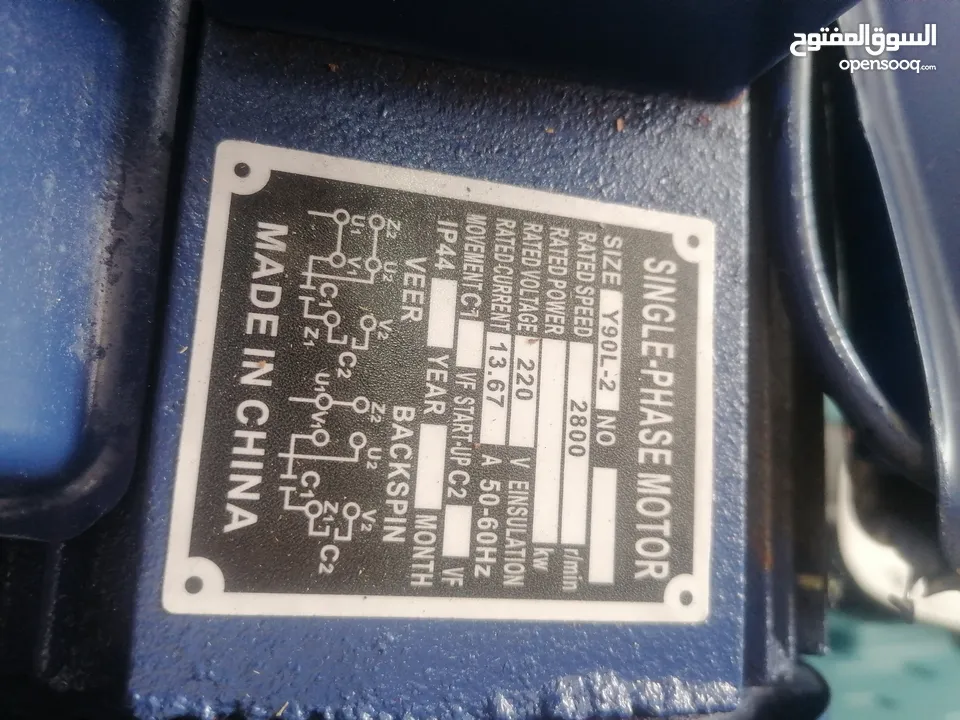 السوق المفتوح
opensooq.com
SINGLE-PHASE MOTOR
SIZE Y90L-2 NO
RATED SPEED 2800 r/min
RATED POWER kw
RATED VOLTAGE 220 V EINSULATION
RATED CURRENT 13.67 A 50-60Hz
MOVEMENT C1 VF START-UP C2 VF
IP44 YEAR MONTH
VEER BACKSPIN
Z2 U2 V2 Z2 U2 V2
U1 V1 C1 Z1 C2 U1 V1 C1 Z1 C2
MADE IN CHINA